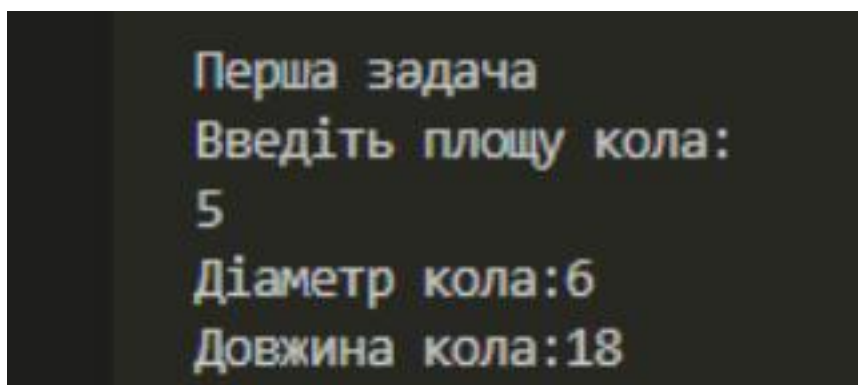 Перша задача
Введіть площу кола:
5
Діаметр кола:6
Довжина кола:18